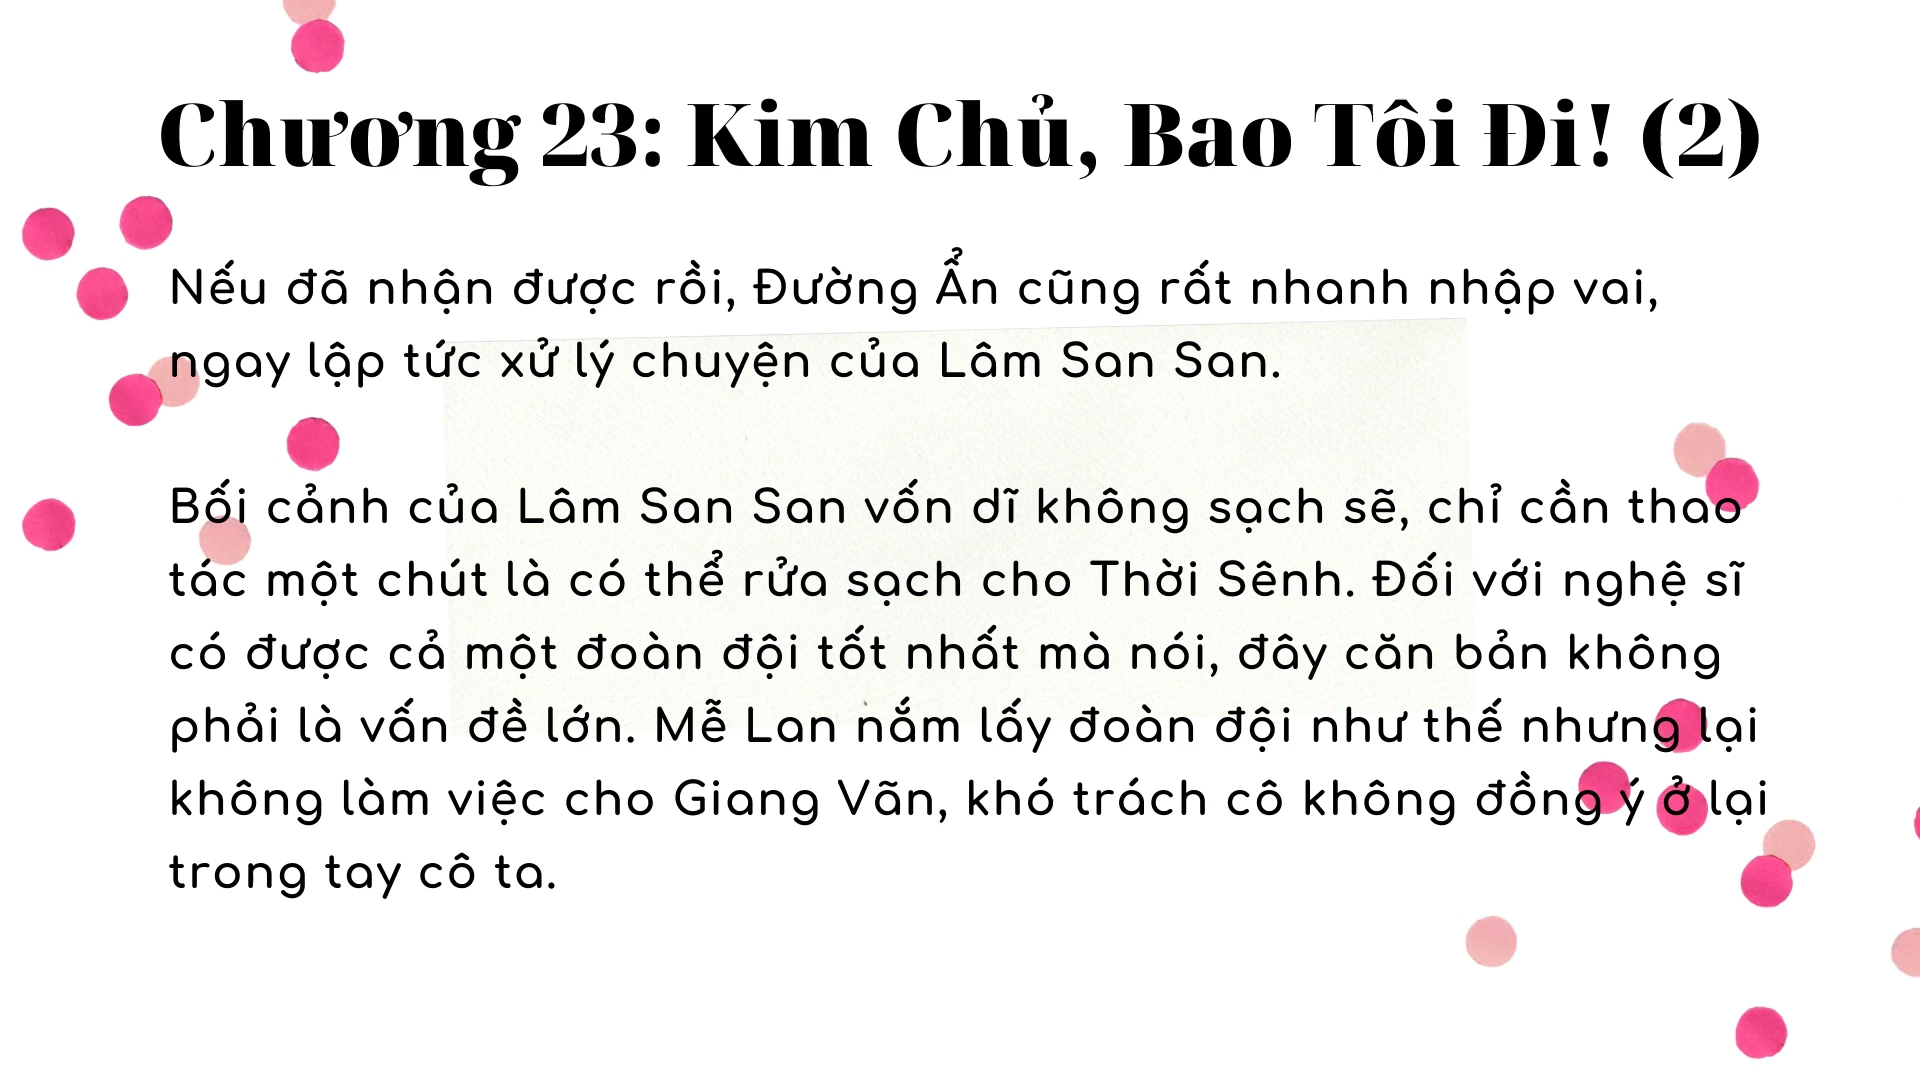 Chương 23: Kim Chủ, Bao Tôi Đi! (2)
Nếu đã nhận được rồi, Đường Ẩn cũng rất nhanh nhập vai,
ngay lập tức xử lý chuyện của Lâm San San.
Bối cảnh của Lâm San San vốn dĩ không sạch sẽ, chỉ cần thao
tác một chút là có thể rửa sạch cho Thời Sênh. Đối với nghệ sĩ
có được cả một đoàn đội tốt nhất mà nói, đây căn bản không
phải là vấn đề lớn. Mễ Lan nắm lấy đoàn đội như thế nhưng lại
không làm việc cho Giang Vãn, khó trách cô không đồng ý ở lại
trong tay cô ta.